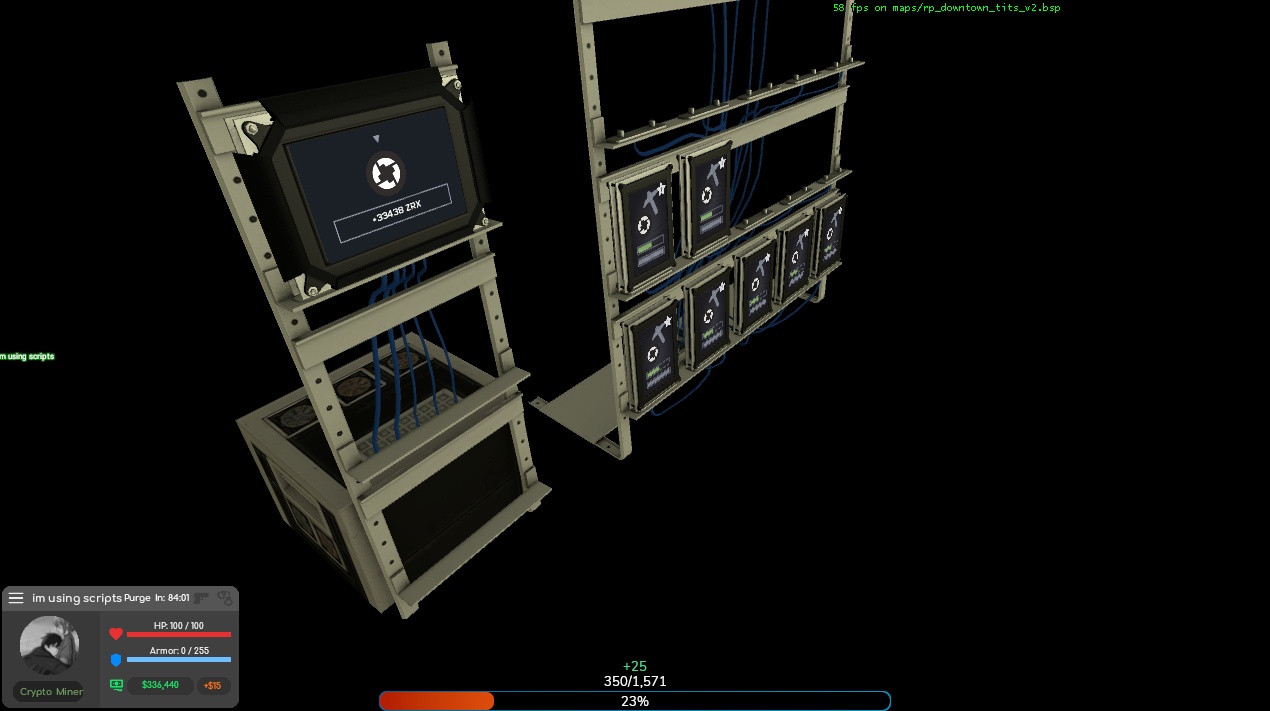 58 fps on maps/rp_downtown_tits_v2.bsp
+33438 ZRX
m using scripts
im using scripts Purge In: 84:01
HP: 100 / 100
Armor: 0 / 255
Crypto Miner
$336,440
+$15
+25
350/1,571
23%